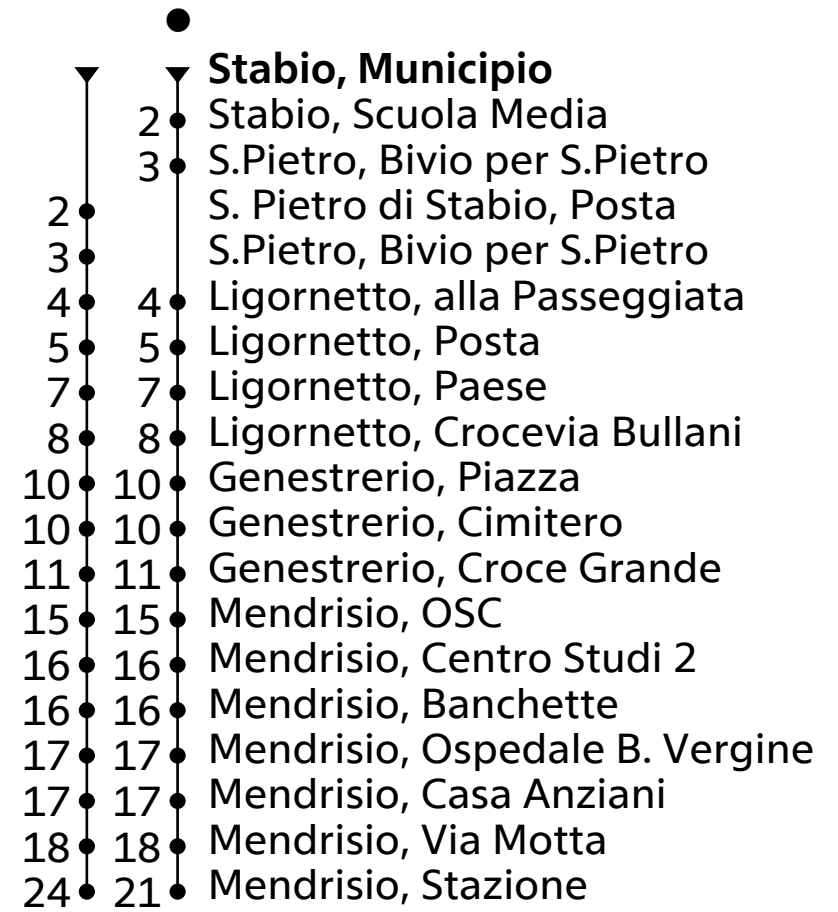 Stabio, Municipio
2 Stabio, Scuola Media
3 S.Pietro, Bivio per S.Pietro
2 S. Pietro di Stabio, Posta
3 S.Pietro, Bivio per S.Pietro
4 4 Ligornetto, alla Passeggiata
5 5 Ligornetto, Posta
7 7 Ligornetto, Paese
8 8 Ligornetto, Crocevia Bullani
10 10 Genestrerio, Piazza
10 10 Genestrerio, Cimitero
11 11 Genestrerio, Croce Grande
15 15 Mendrisio, OSC
16 16 Mendrisio, Centro Studi 2
16 16 Mendrisio, Banchette
17 17 Mendrisio, Ospedale B. Vergine
17 17 Mendrisio, Casa Anziani
18 18 Mendrisio, Via Motta
24 21 Mendrisio, Stazione